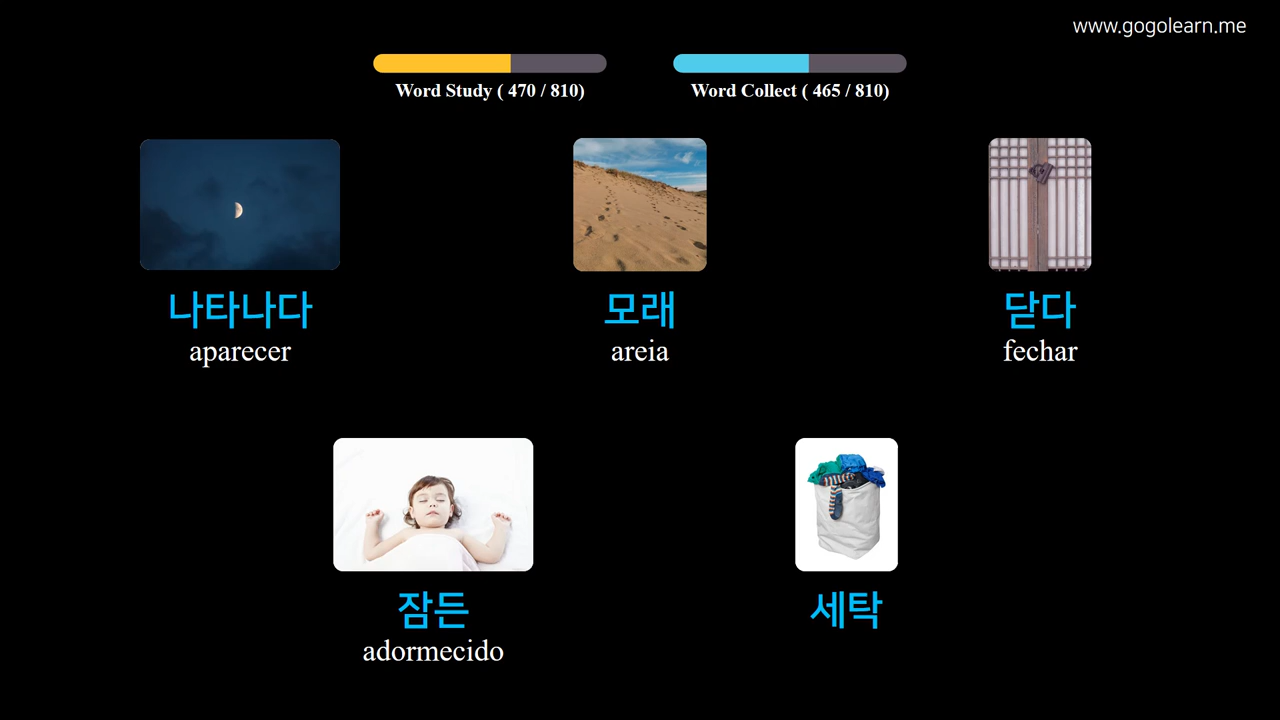 www.gogolearn.me
Word Study ( 470 / 810)
Word Collect ( 465 / 810)
나타나다
aparecer
모래
areia
닫다
fechar
잠든
adormecido
세탁